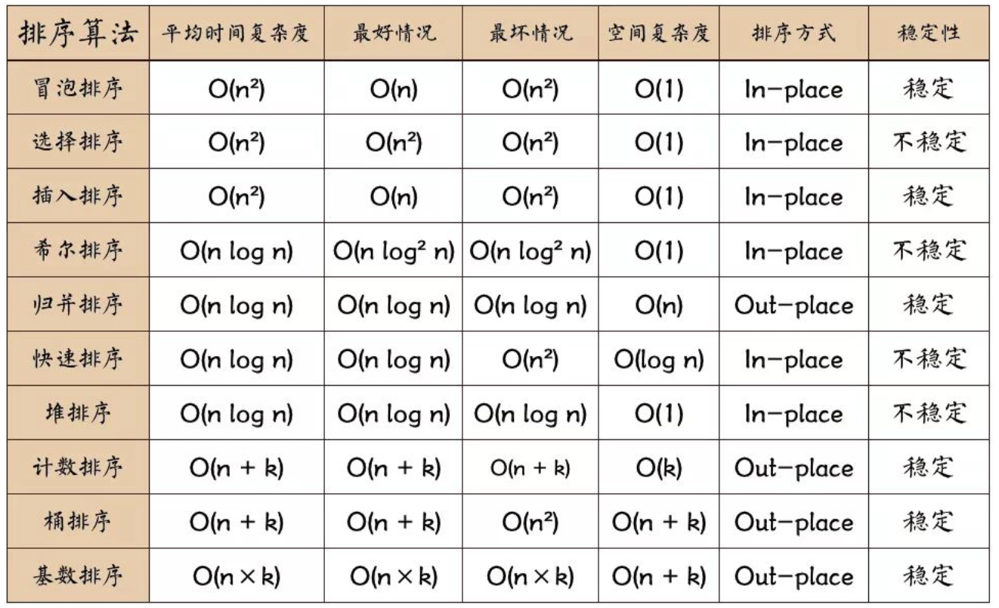 排序算法 平均时间复杂度 最好情况 最坏情况 空间复杂度 排序方式 稳定性
冒泡排序 O(n²) O(n) O(n²) O(1) In-place 稳定
选择排序 O(n²) O(n²) O(n²) O(1) In-place 不稳定
插入排序 O(n²) O(n) O(n²) O(1) In-place 稳定
希尔排序 O(n log n) O(n log² n) O(n log² n) O(1) In-place 不稳定
归并排序 O(n log n) O(n log n) O(n log n) O(n) Out-place 稳定
快速排序 O(n log n) O(n log n) O(n²) O(log n) In-place 不稳定
堆排序 O(n log n) O(n log n) O(n log n) O(1) In-place 不稳定
计数排序 O(n + k) O(n + k) O(n + k) O(k) Out-place 稳定
桶排序 O(n + k) O(n + k) O(n²) O(n + k) Out-place 稳定
基数排序 O(n×k) O(n×k) O(n×k) O(n + k) Out-place 稳定